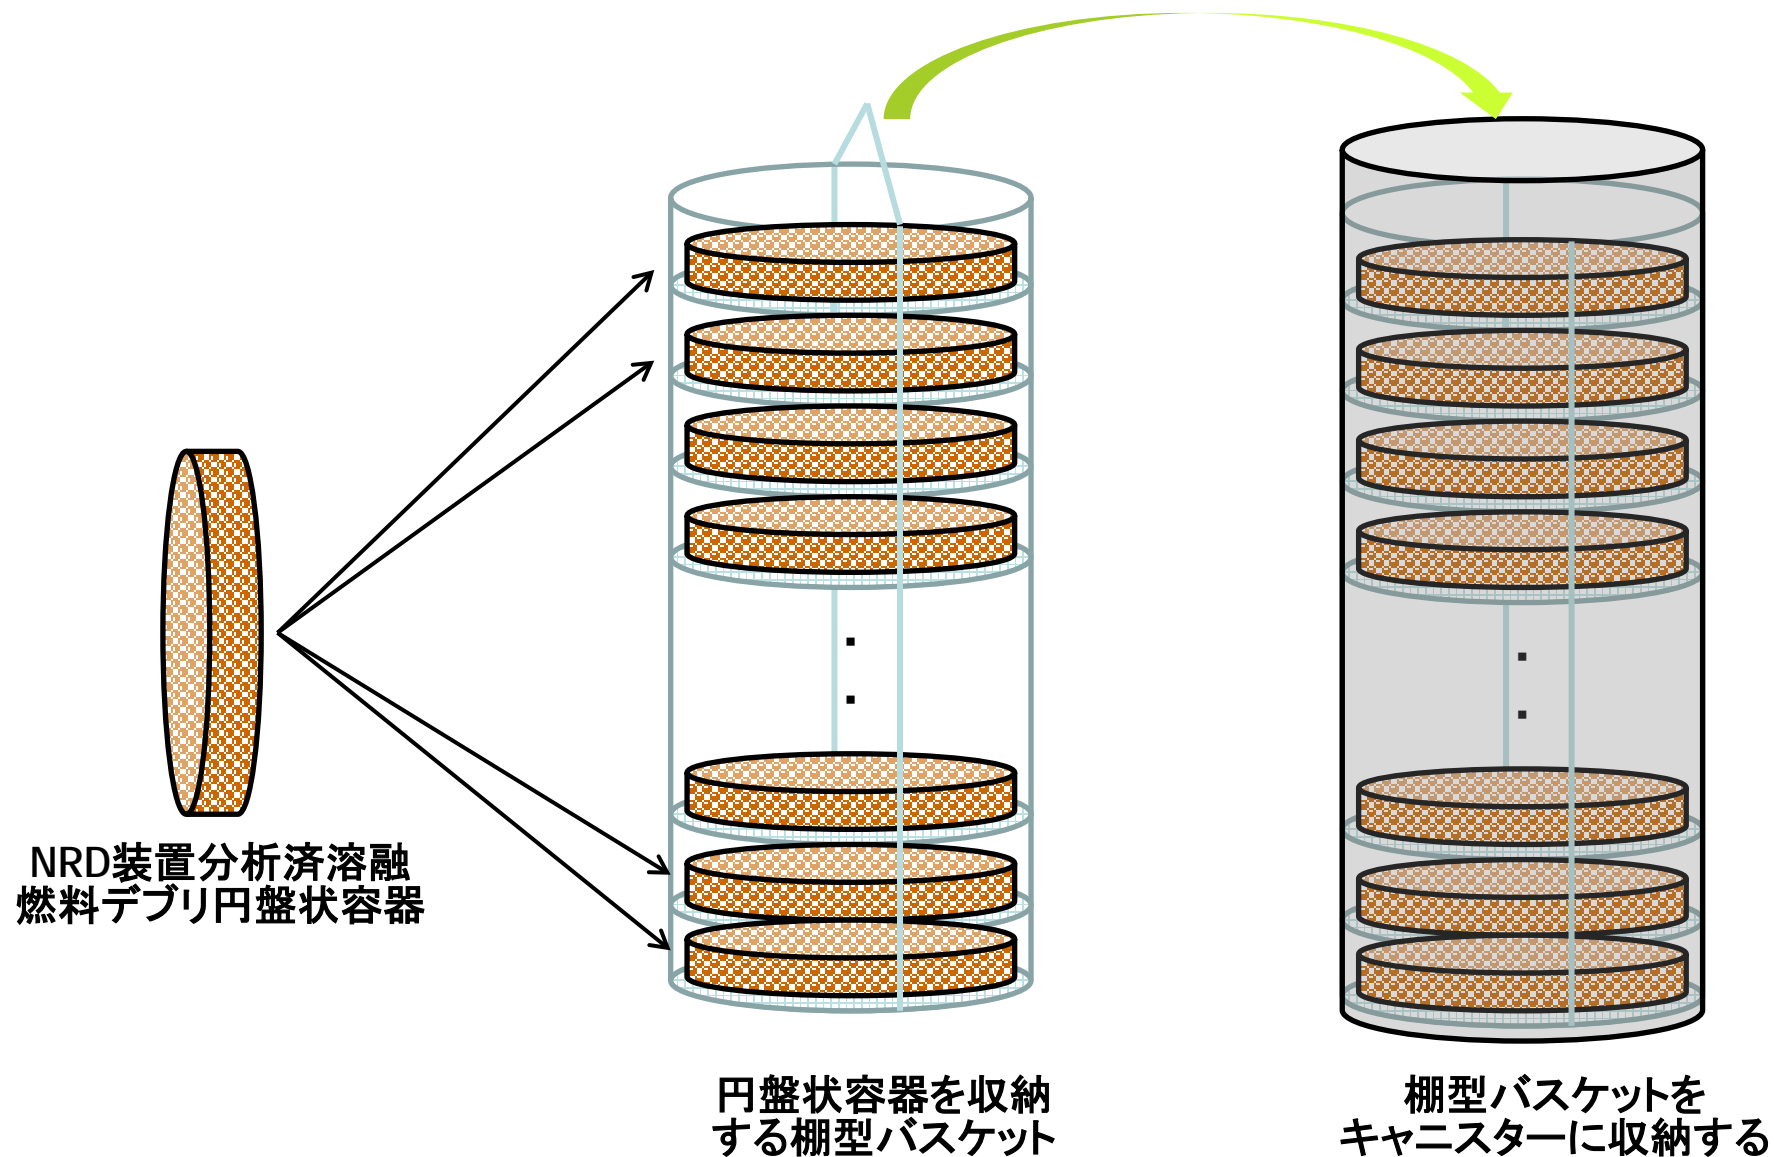 NRD装置分析済溶融
燃料デブリ円盤状容器
円盤状容器を収納
する棚型バスケット
棚型バスケットを
キャニスターに収納する